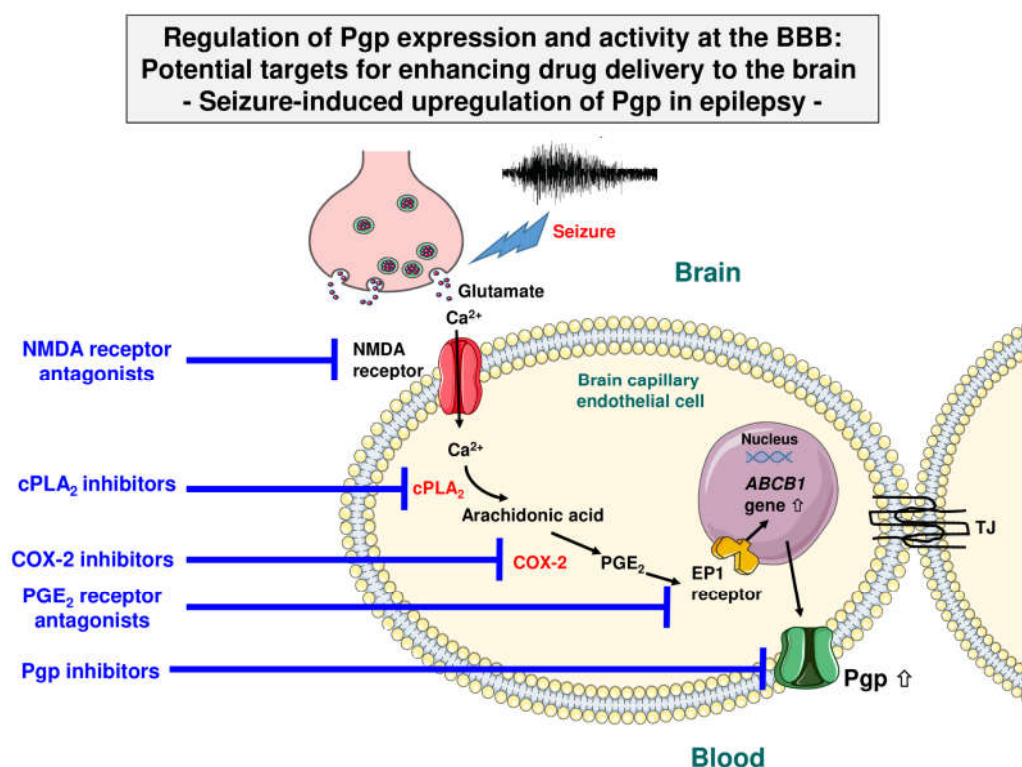 Regulation of Pgp expression and activity at the BBB:
Potential targets for enhancing drug delivery to the brain
- Seizure-induced upregulation of Pgp in epilepsy -
Seizure
Brain
Glutamate
Ca²⁺
NMDA receptor
antagonists
NMDA
receptor
Brain capillary
endothelial cell
Nucleus
ABCB1
gene ⇧
Ca²⁺
cPLA₂ inhibitors
cPLA₂
Arachidonic acid
TJ
COX-2 inhibitors
COX-2
PGE₂
EP1
receptor
PGE₂ receptor
antagonists
Pgp inhibitors
Pgp ⇧
Blood